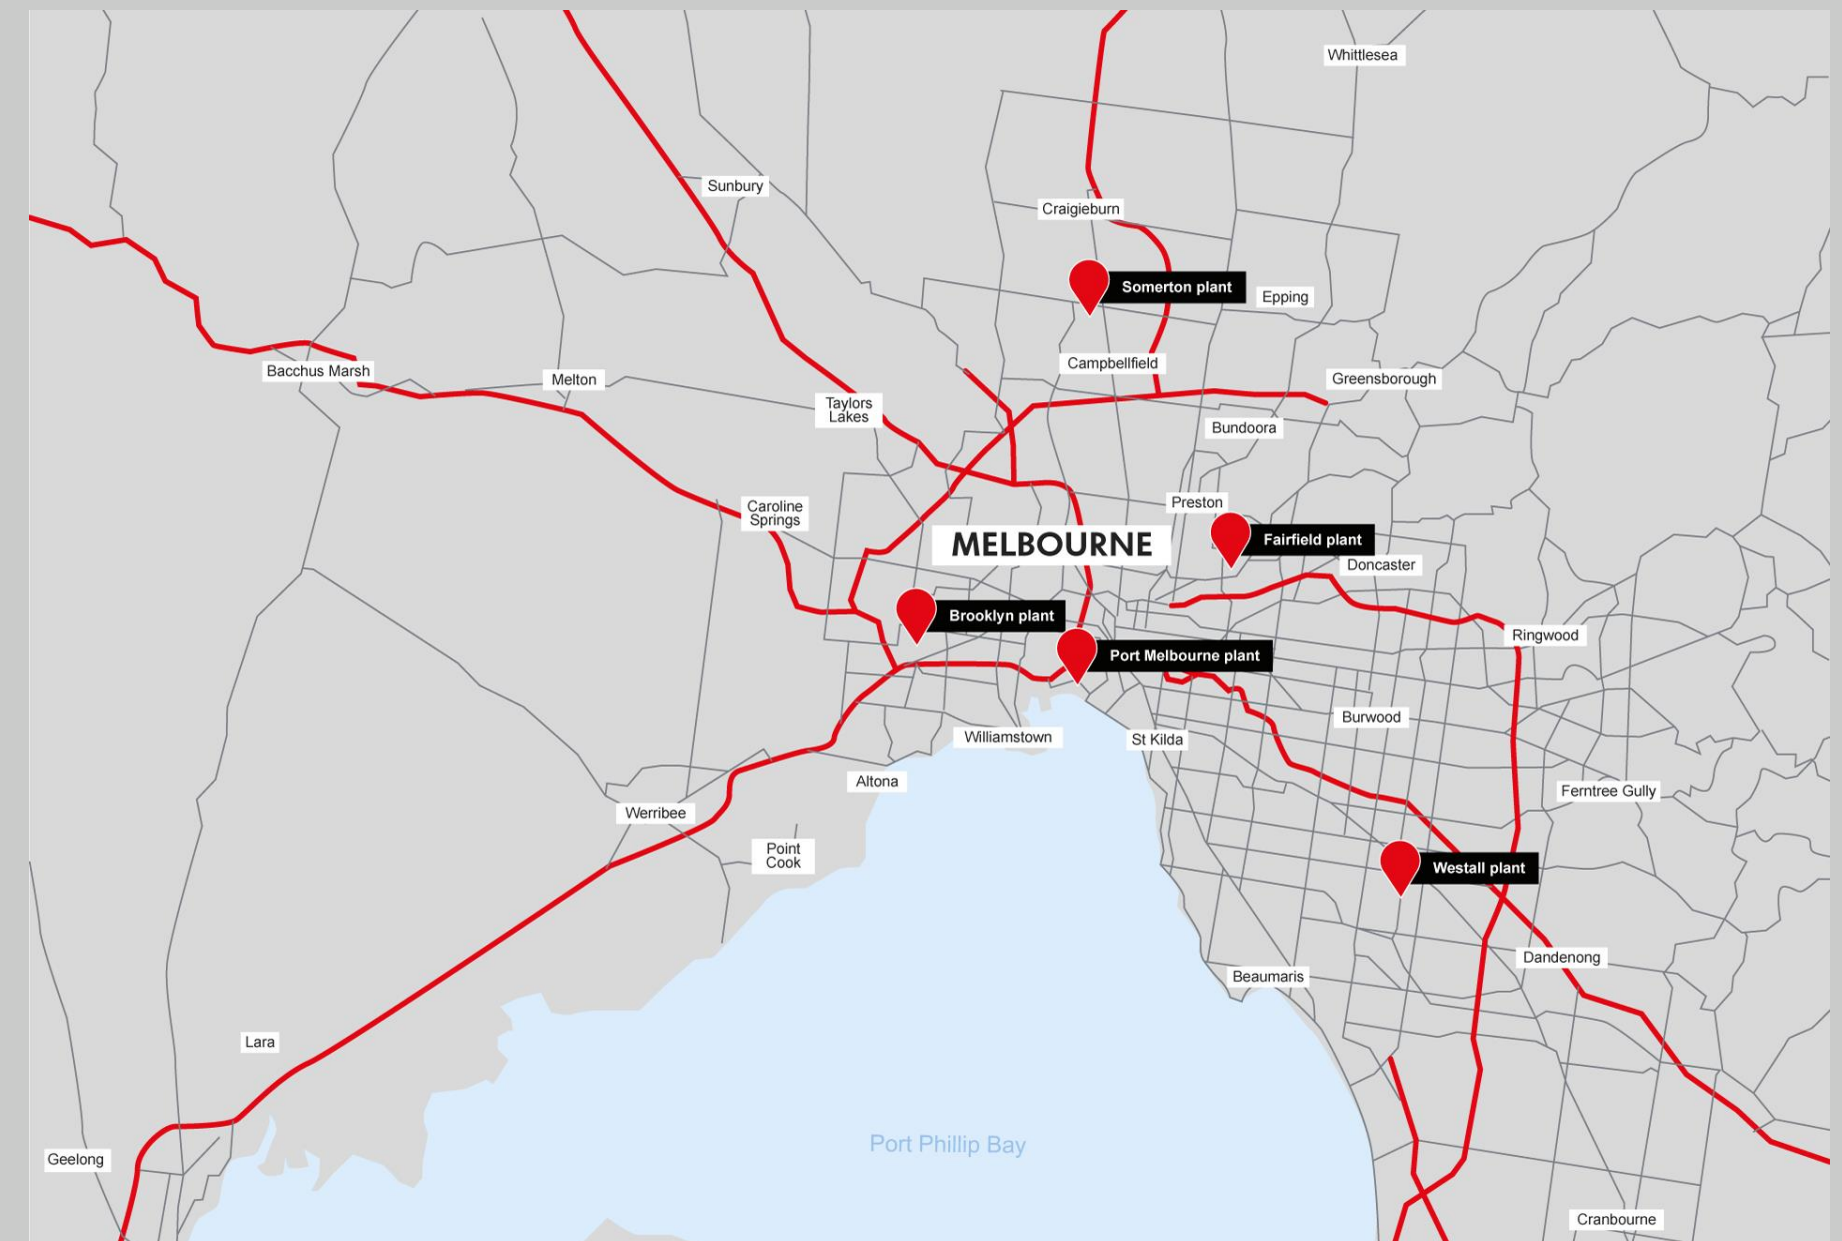 Whittlesea
Sunbury
Craigieburn
Somerton plant
Epping
Campbellfield
Bacchus Marsh
Melton
Greensborough
Taylors
Lakes
Bundoora
Preston
Caroline
Springs
MELBOURNE
Fairfield plant
Doncaster
Brooklyn plant
Ringwood
Port Melbourne plant
Burwood
Williamstown
St Kilda
Altona
Ferntree Gully
Werribee
Point
Cook
Westall plant
Dandenong
Beaumaris
Lara
Port Phillip Bay
Geelong
Cranbourne